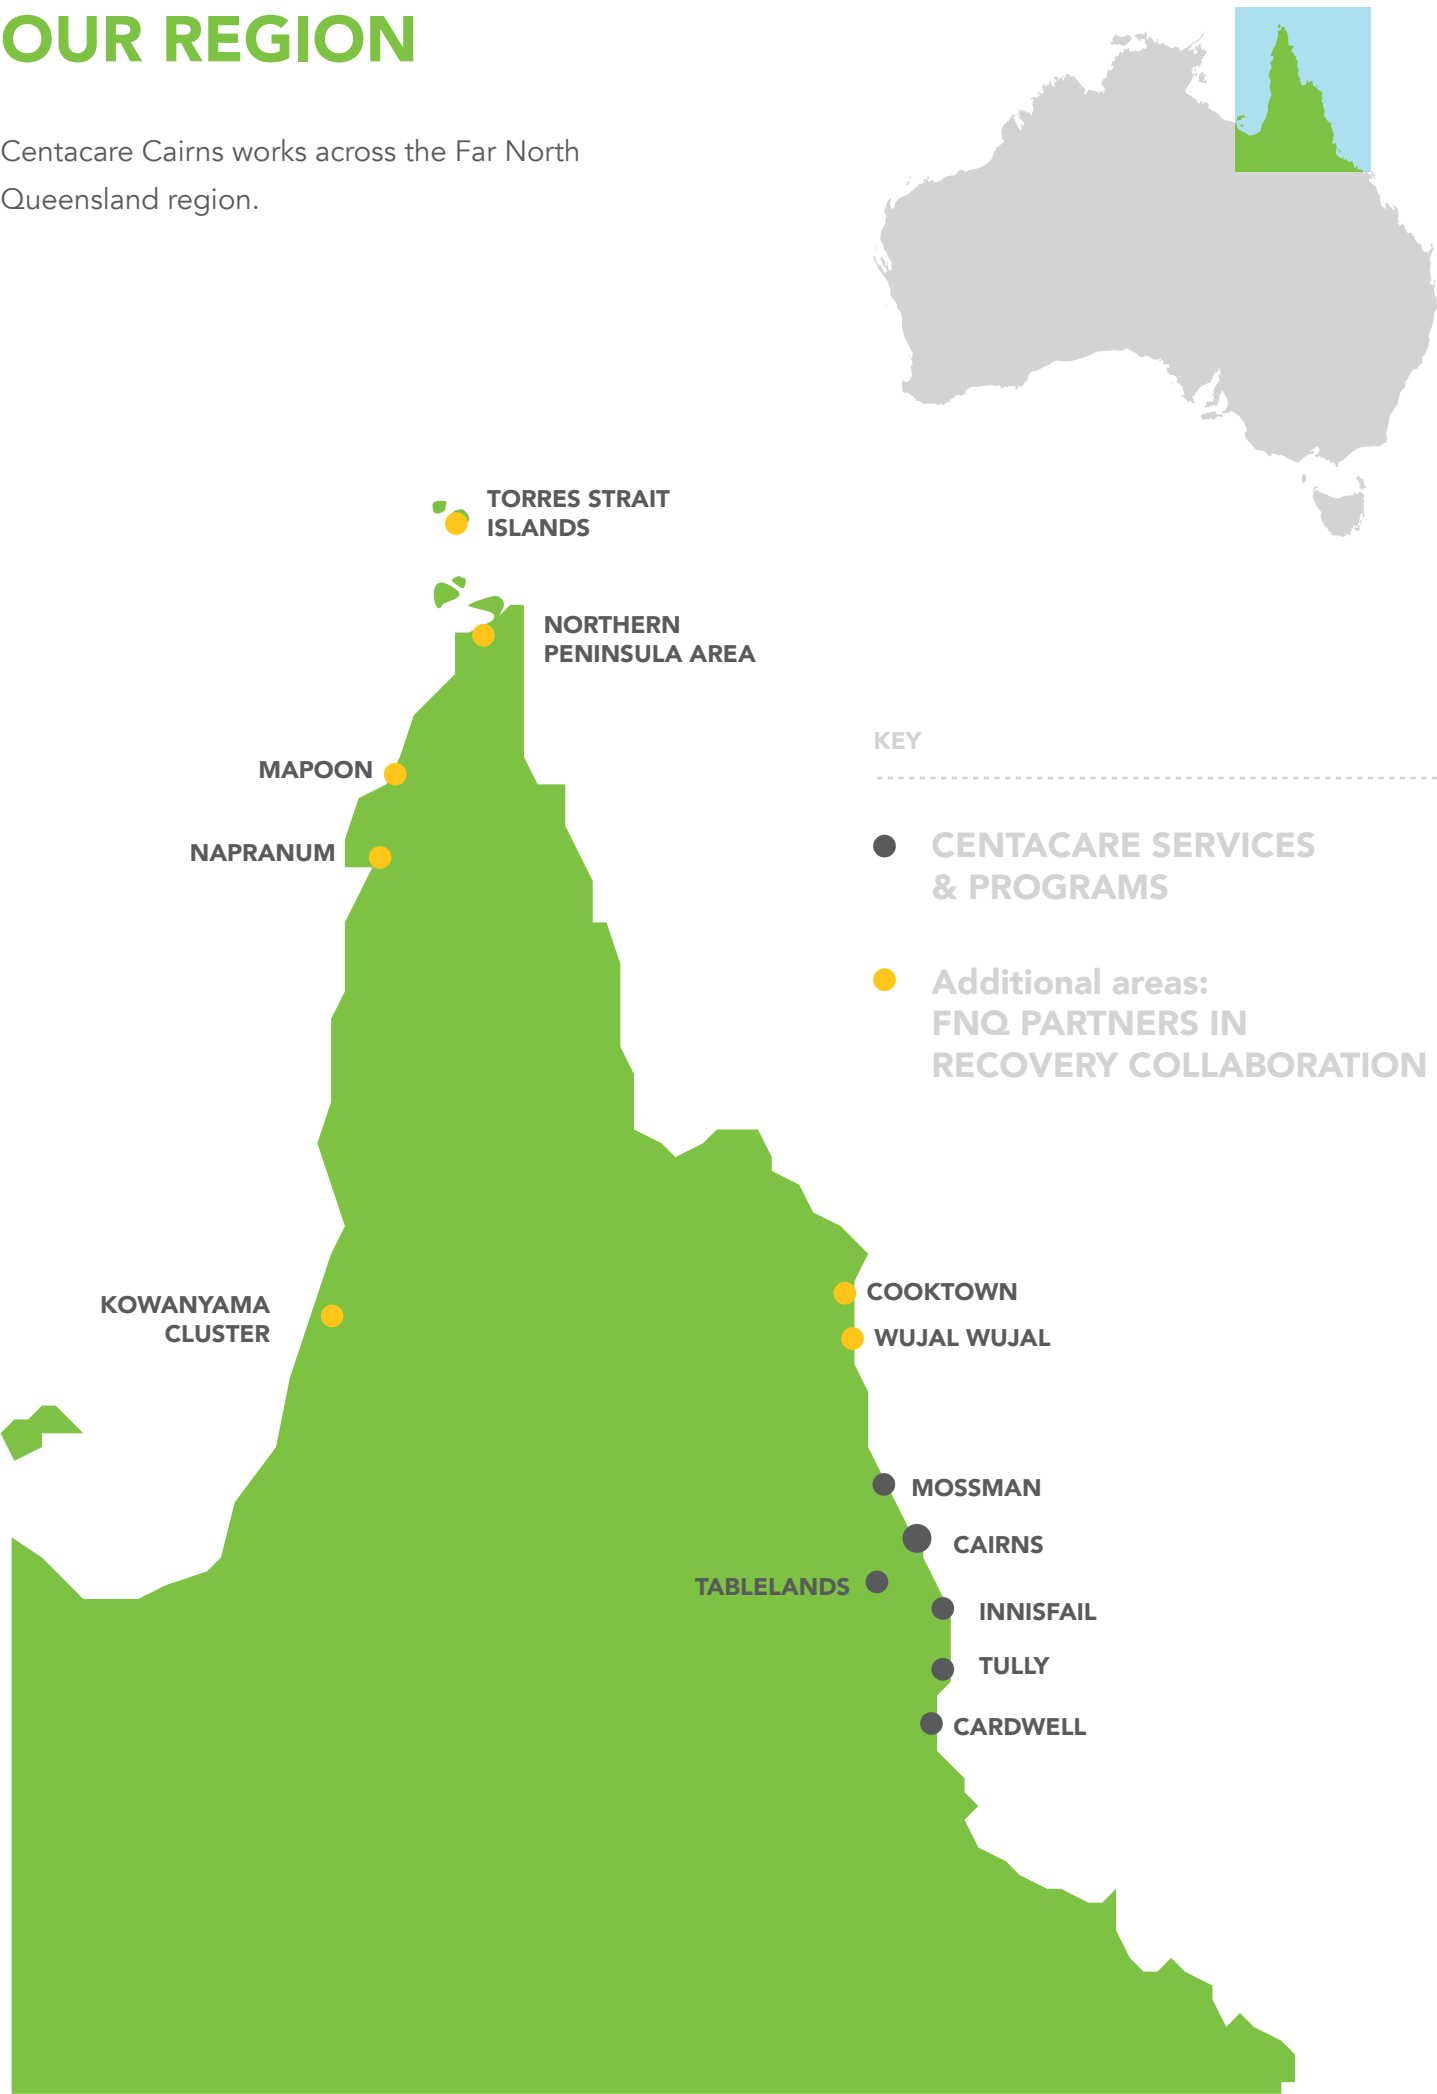 OUR REGION
Centacare Cairns works across the Far North
Queensland region.
TORRES STRAIT
ISLANDS
NORTHERN
PENINSULA AREA
MAPOON
NAPRANUM
KEY
CENTACARE SERVICES
& PROGRAMS
Additional areas:
FNQ PARTNERS IN
RECOVERY COLLABORATION
KOWANYAMA
CLUSTER
COOKTOWN
WUJAL WUJAL
MOSSMAN
CAIRNS
TABLELANDS
INNISFAIL
TULLY
CARDWELL